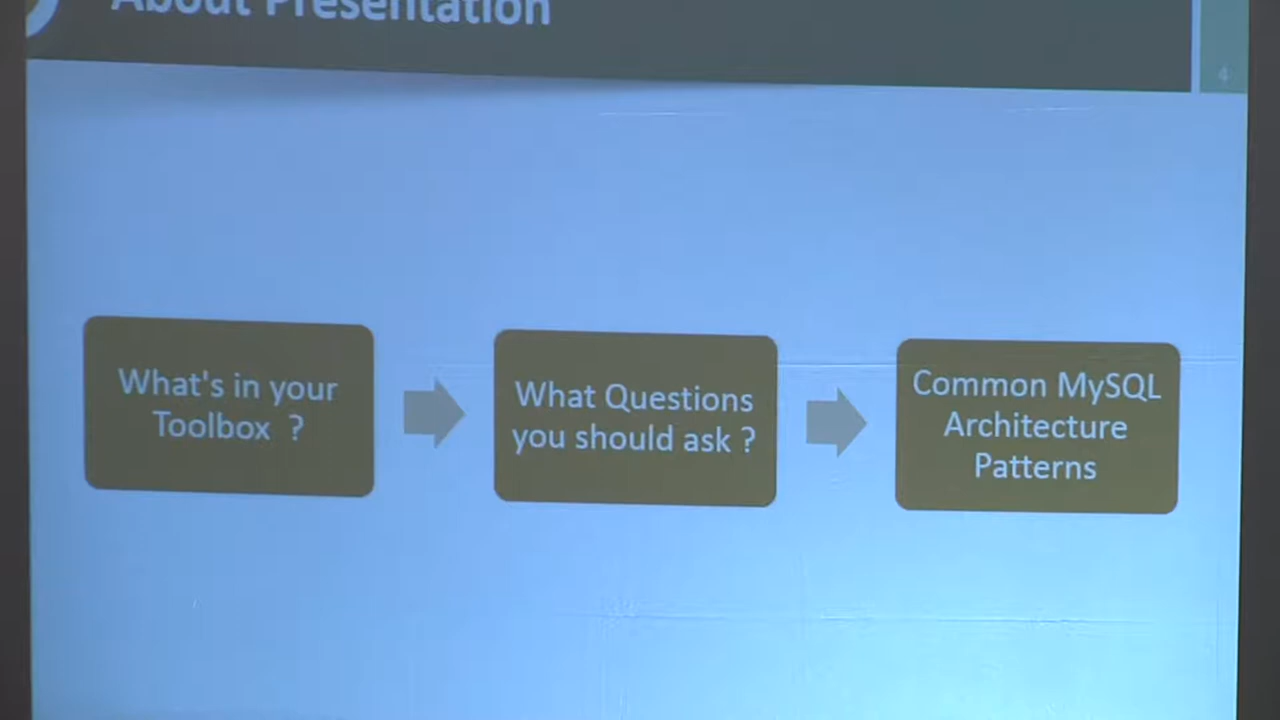 About Presentation
4
What's in your
Toolbox ?
What Questions
you should ask ?
Common MySQL
Architecture
Patterns